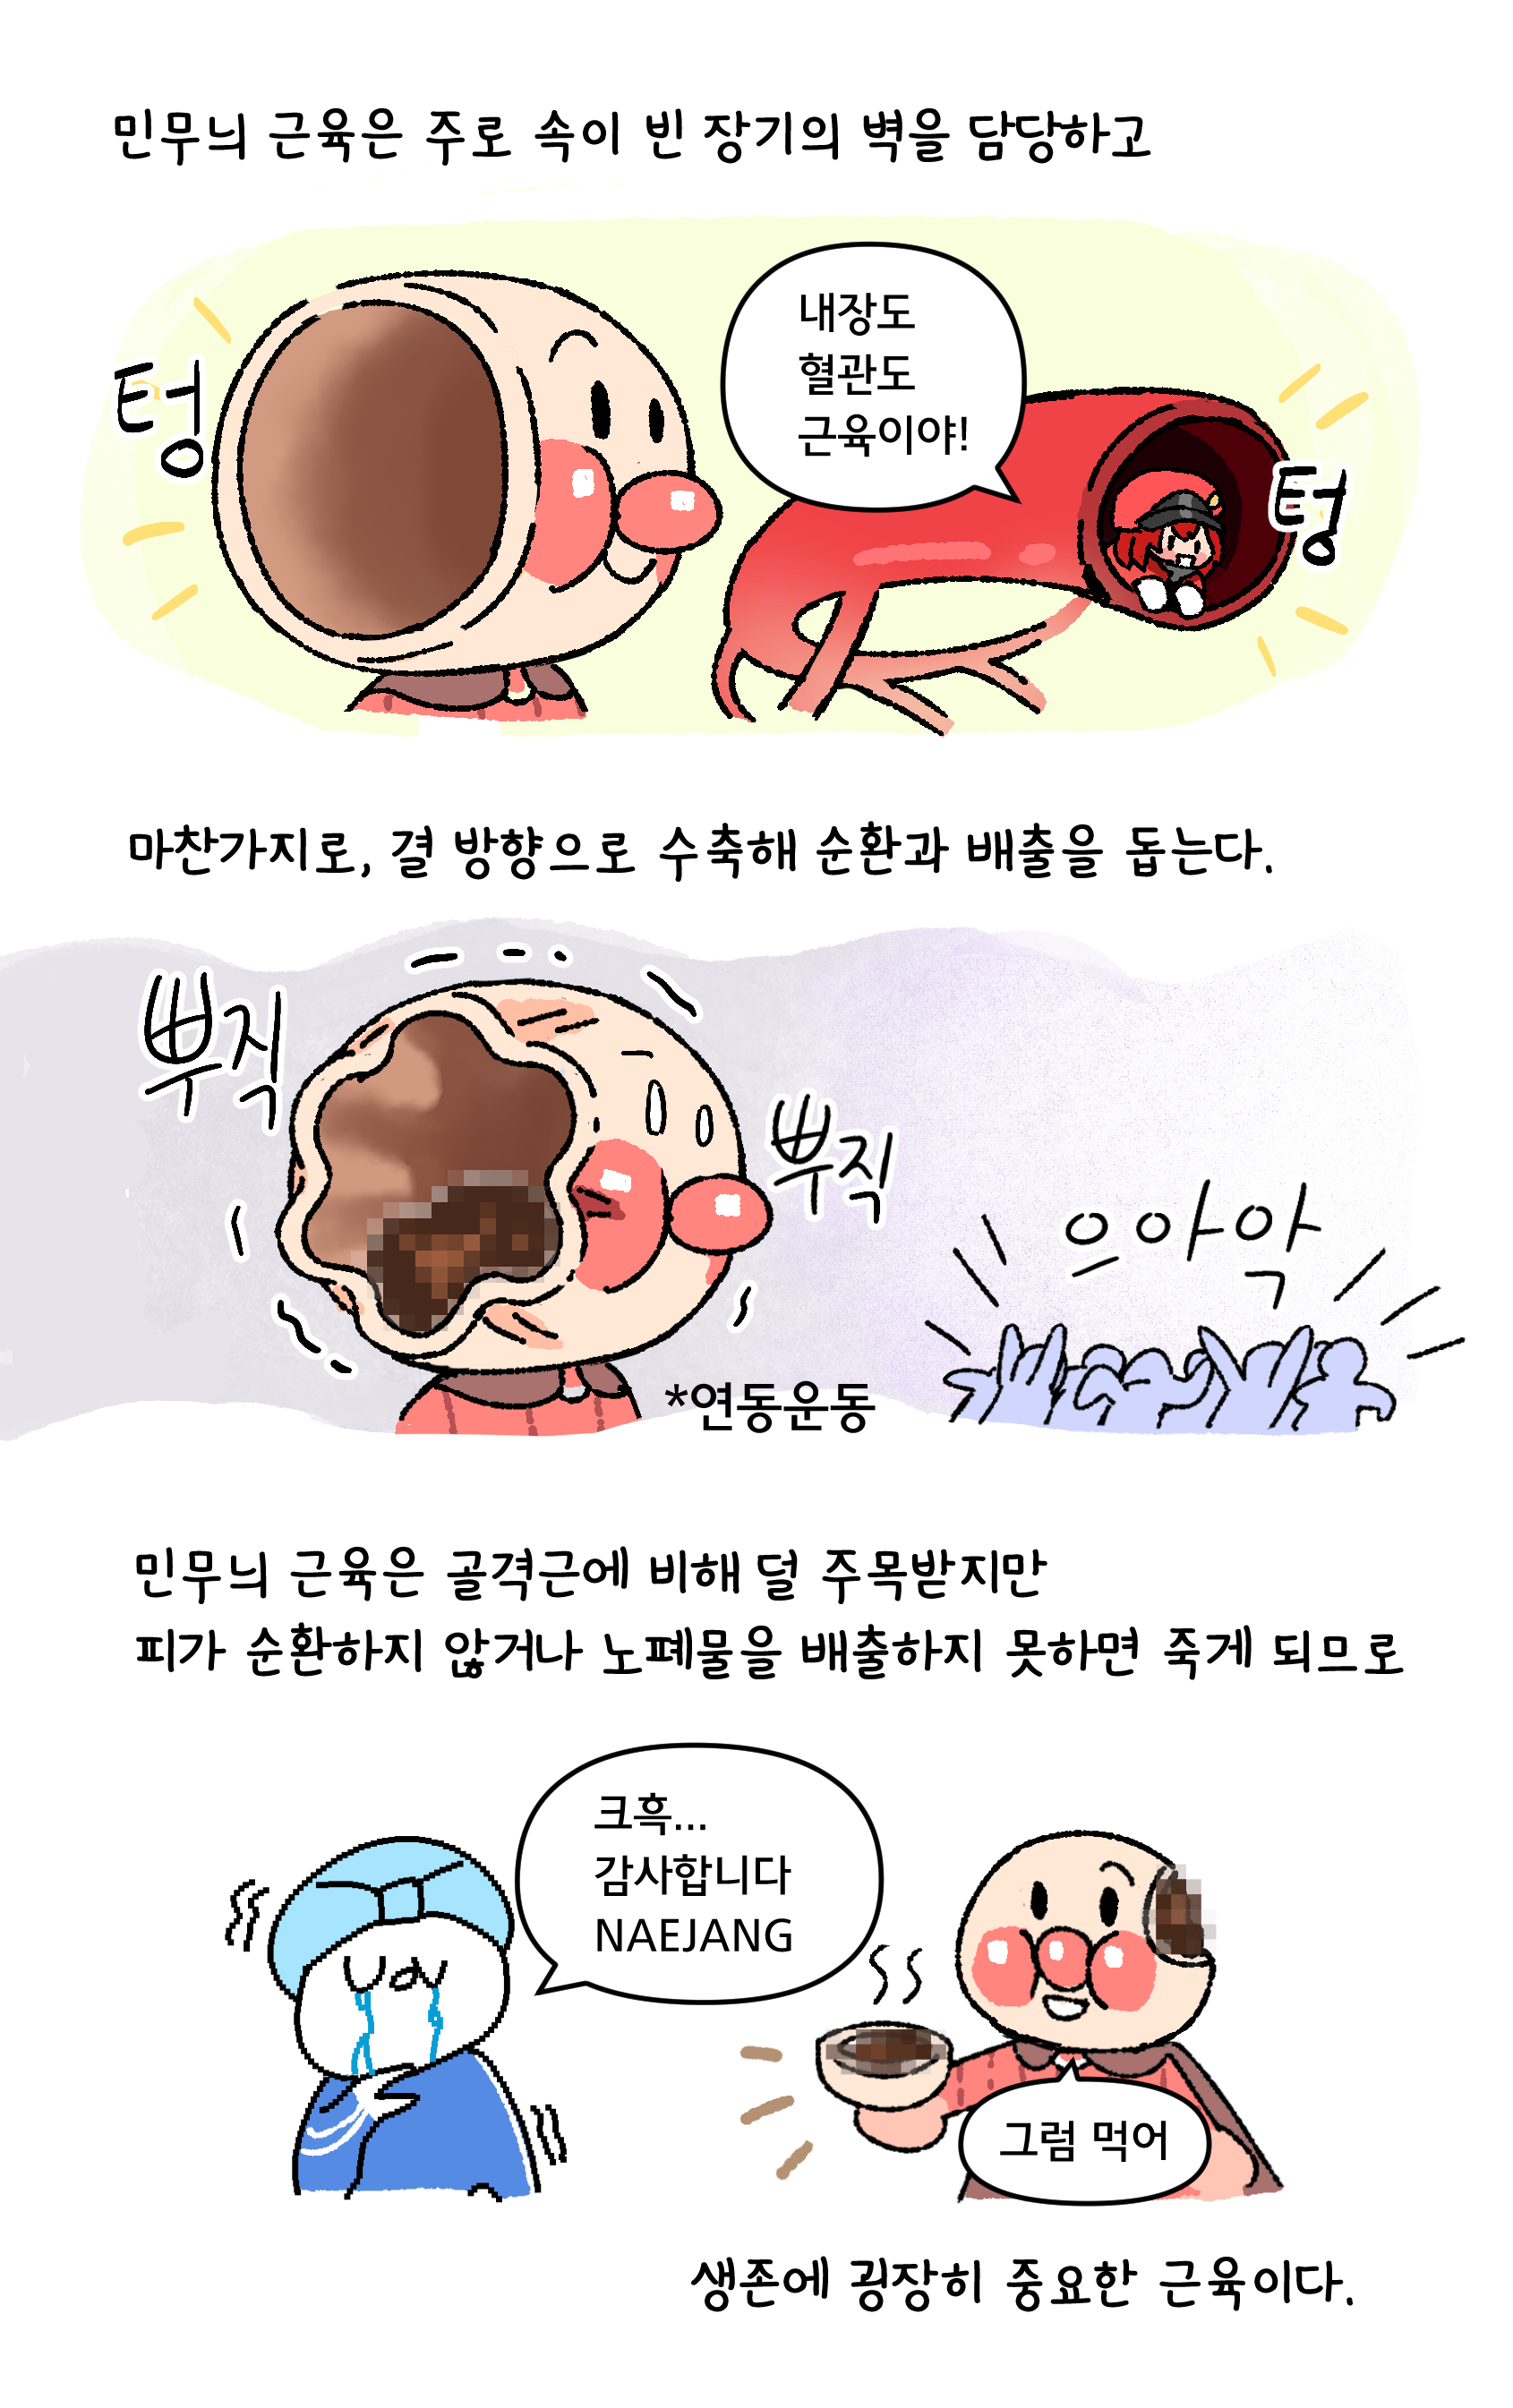 민무늬 근육은 주로 속이 빈 장기의 벽을 담당하고
내장도
혈관도
근육이야!
텅
텅
마찬가지로, 결 방향으로 수축해 순환과 배출을 돕는다.
뿌직
뿌직
으아악
*연동운동
민무늬 근육은 골격근에 비해 덜 주목받지만
피가 순환하지 않거나 노폐물을 배출하지 못하면 죽게 되므로
크흑...
감사합니다
NAEJANG
그럼 먹어
생존에 굉장히 중요한 근육이다.